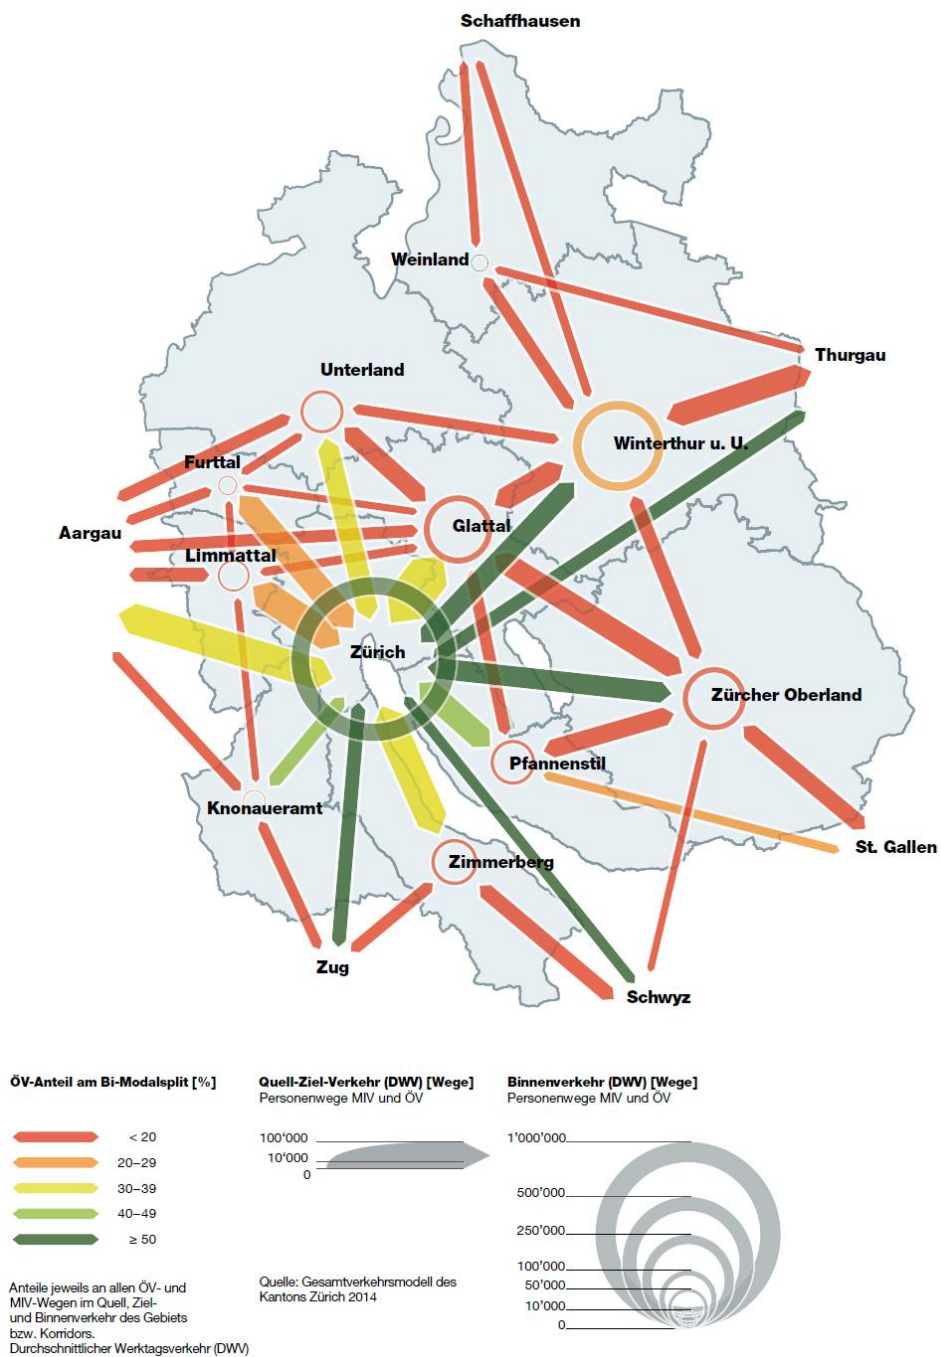 Schaffhausen
Weinland
Thurgau
Unterland
Winterthur u. U.
Furttal
Glattal
Aargau
Limmattal
Zürich
Zürcher Oberland
Pfannenstil
Knonaueramt
St. Gallen
Zimmerberg
Zug
Schwyz
ÖV-Anteil am Bi-Modalsplit [%]
< 20
20–29
30–39
40–49
≥ 50
Anteile jeweils an allen ÖV- und
MIV-Wegen im Quell, Ziel-
und Binnenverkehr des Gebiets
bzw. Korridors.
Durchschnittlicher Werktagsverkehr (DWV)
Quell-Ziel-Verkehr (DWV) [Wege]
Personenwege MIV und ÖV
100'000
10'000
0
Quelle: Gesamtverkehrsmodell des
Kantons Zürich 2014
Binnenverkehr (DWV) [Wege]
Personenwege MIV und ÖV
1'000'000
500'000
250'000
100'000
50'000
10'000
0